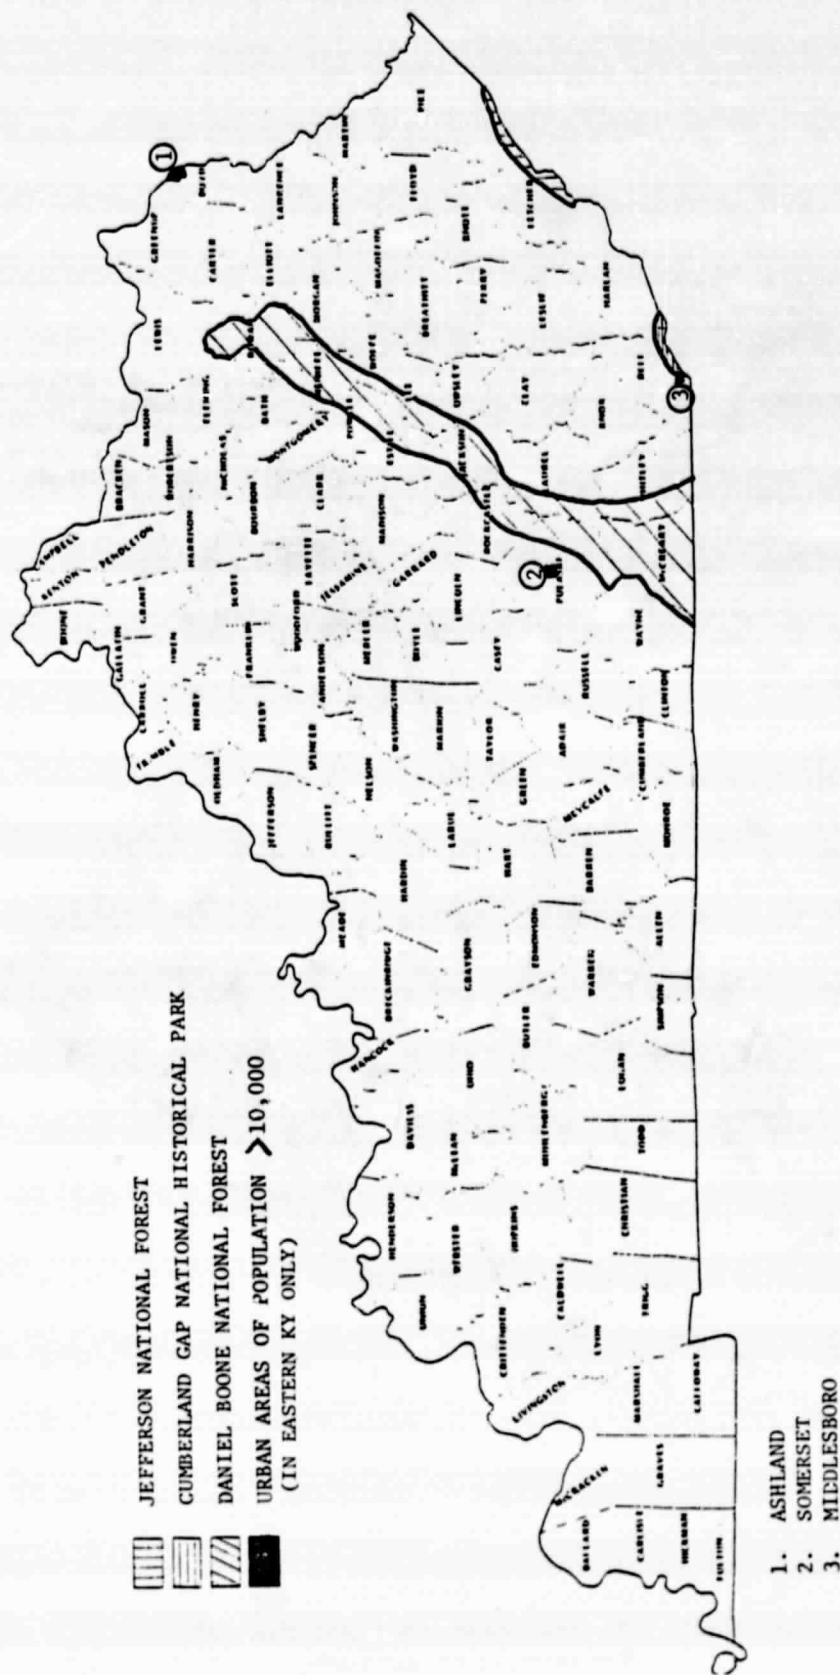 JEFFERSON NATIONAL FOREST
CUMBERLAND GAP NATIONAL HISTORICAL PARK
DANIEL BOONE NATIONAL FOREST
URBAN AREAS OF POPULATION >10,000
(IN EASTERN KY ONLY)
1. ASHLAND
2. SOMERSET
3. MIDDLESBORO
1
2
3
BOONE
KENTON
CAMPBELL
PENDLETON
GALLATIN
GRANT
BRACKEN
MASON
LEWIS
GREENUP
CARROLL
TRIMBLE
OWEN
HARRISON
ROBERTSON
FLEMING
CARTER
BOYD
HENRY
OLDHAM
SCOTT
NICHOLAS
BATH
ELLIOTT
LAWRENCE
SHELBY
FRANKLIN
BOURBON
MONTGOMERY
MORGAN
JOHNSON
MARTIN
JEFFERSON
SPENCER
ANDERSON
WOODFORD
CLARK
BULLITT
MEADE
NELSON
MERCER
JESSAMINE
MADISON
WOLFE
MAGOFFIN
FLOYD
PIKE
HANCOCK
BRECKINRIDGE
HARDIN
WASHINGTON
BOYLE
GARRARD
LEE
BREATHITT
KNOTT
HENDERSON
DAVIESS
MARION
LINCOLN
OWSLEY
PERRY
UNION
WEBSTER
McLEAN
OHIO
GRAYSON
LARUE
TAYLOR
CASEY
ROCKCASTLE
JACKSON
CLAY
LESLIE
LETCHER
CRITTENDEN
HOPKINS
MUHLENBERG
BUTLER
EDMONSON
HART
GREEN
ADAIR
RUSSELL
LAUREL
KNOX
HARLAN
LIVINGSTON
CALDWELL
LYON
CHRISTIAN
LOGAN
WARREN
BARREN
METCALFE
CUMBERLAND
WAYNE
McCREARY
WHITLEY
BELL
McCRACKEN
BALLARD
MARSHALL
TRIGG
TODD
SIMPSON
ALLEN
MONROE
CLINTON
CARLISLE
GRAVES
CALLOWAY
HICKMAN
FULTON